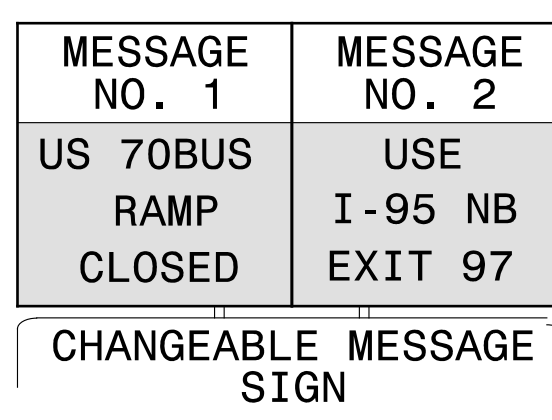 MESSAGE
NO. 1
MESSAGE
NO. 2
US 70BUS
RAMP
CLOSED
USE
I-95 NB
EXIT 97
CHANGEABLE MESSAGE
SIGN